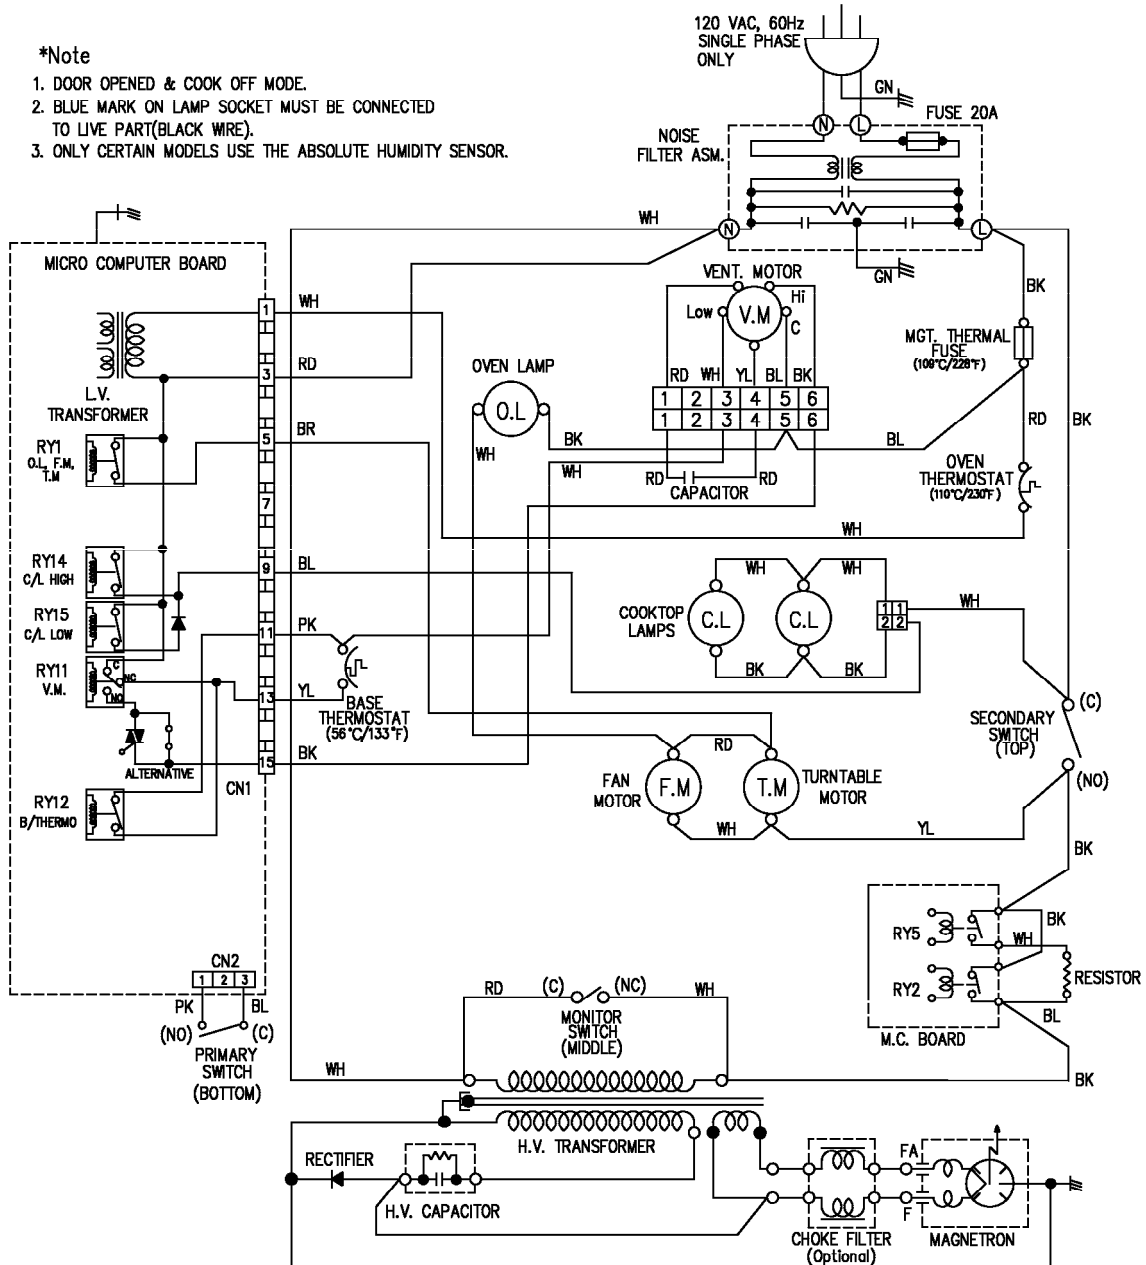 120 VAC, 60Hz
SINGLE PHASE
ONLY
*Note
1. DOOR OPENED & COOK OFF MODE.
2. BLUE MARK ON LAMP SOCKET MUST BE CONNECTED
TO LIVE PART(BLACK WIRE).
3. ONLY CERTAIN MODELS USE THE ABSOLUTE HUMIDITY SENSOR.
GN
N
L
FUSE 20A
NOISE
FILTER ASM.
WH
N
L
GN
BK
MICRO COMPUTER BOARD
L.V.
TRANSFORMER
1
WH
3
RD
5
BR
7
9
BL
11
PK
13
YL
15
BK
CN1
RY1
O.L, F.M,
T.M
RY14
C/L HIGH
RY15
C/L LOW
RY11
V.M.
C
NC
NO
ALTERNATIVE
RY12
B/THERMO
CN2
1 2 3
PK
BL
(NO)
(C)
PRIMARY
SWITCH
(BOTTOM)
VENT. MOTOR
Low
V.M
Hi
C
RD WH YL BL BK
1 2 3 4 5 6
1 2 3 4 5 6
RD
RD
CAPACITOR
OVEN LAMP
O.L
WH
BK
WH
BL
MGT. THERMAL
FUSE
(109°C/228°F)
RD
BK
OVEN
THERMOSTAT
(110°C/230°F)
WH
WH
WH
COOKTOP
LAMPS
C.L
C.L
1 1
2 2
WH
BK
BK
BASE
THERMOSTAT
(56°C/133°F)
(C)
SECONDARY
SWITCH
(TOP)
(NO)
RD
FAN
MOTOR
F.M
T.M
TURNTABLE
MOTOR
WH
YL
BK
RY5
BK
WH
RY2
RESISTOR
BL
M.C. BOARD
RD
(C)
(NC)
WH
MONITOR
SWITCH
(MIDDLE)
WH
BK
H.V. TRANSFORMER
RECTIFIER
H.V. CAPACITOR
FA
F
CHOKE FILTER
(Optional)
MAGNETRON